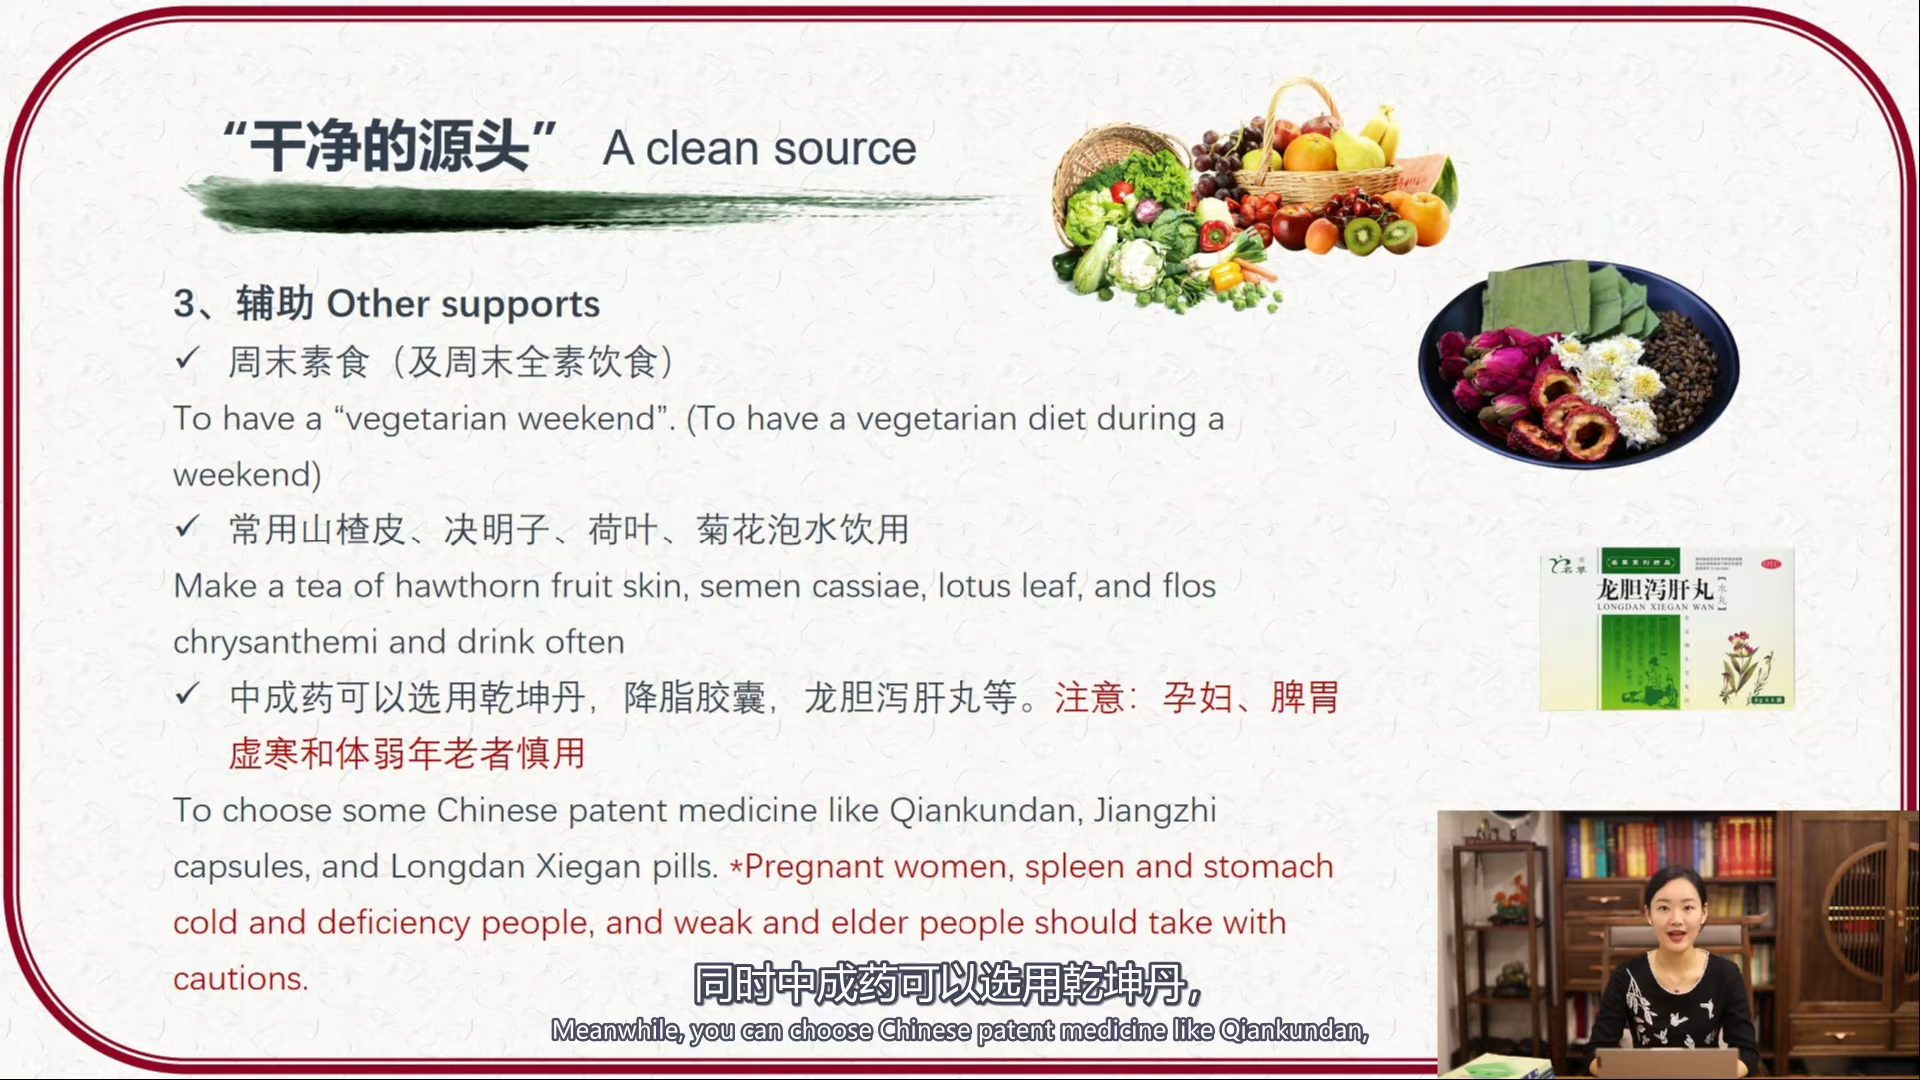 “干净的源头” A clean source
3、辅助 Other supports
✓ 周末素食（及周末全素饮食）
To have a “vegetarian weekend”. (To have a vegetarian diet during a
weekend)
✓ 常用山楂皮、决明子、荷叶、菊花泡水饮用
Make a tea of hawthorn fruit skin, semen cassiae, lotus leaf, and flos
chrysanthemi and drink often
✓ 中成药可以选用乾坤丹，降脂胶囊，龙胆泻肝丸等。注意：孕妇、脾胃
虚寒和体弱年老者慎用
To choose some Chinese patent medicine like Qiankundan, Jiangzhi
capsules, and Longdan Xiegan pills. *Pregnant women, spleen and stomach
cold and deficiency people, and weak and elder people should take with
cautions.
OTC
龙胆泻肝丸
水丸
LONGDAN XIEGAN WAN
同时中成药可以选用乾坤丹，
Meanwhile, you can choose Chinese patent medicine like Qiankundan,